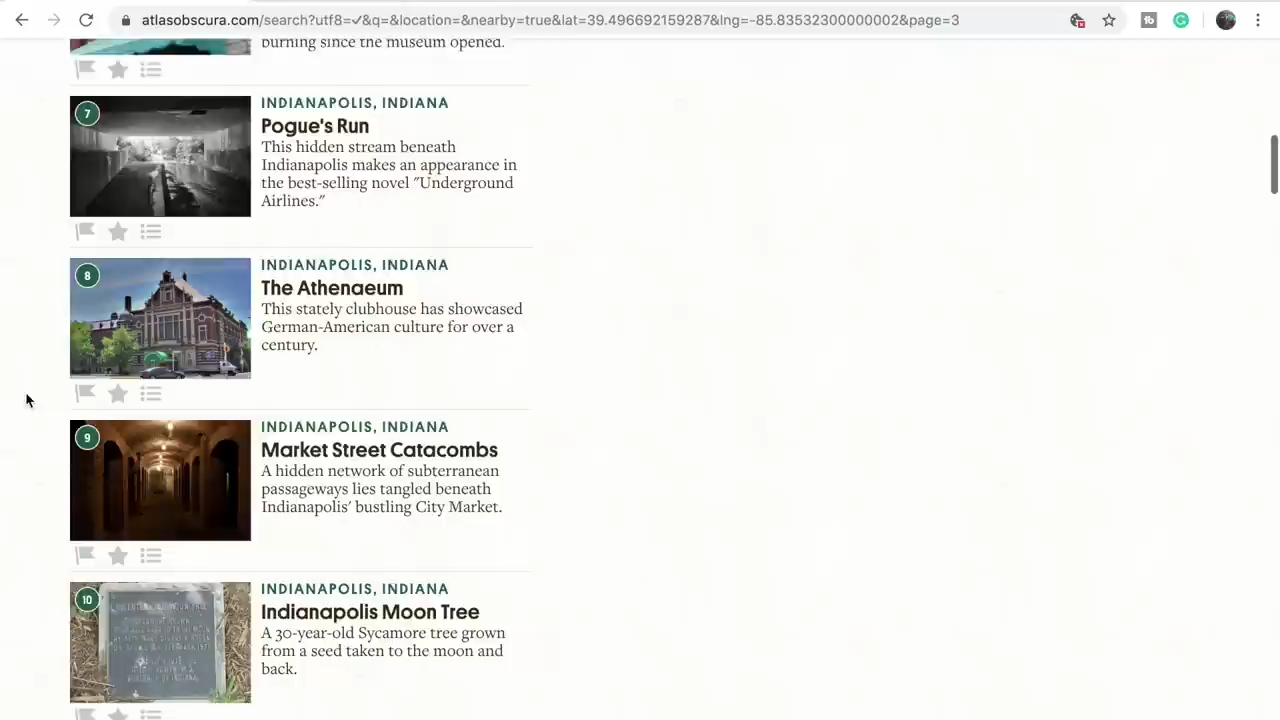 atlasobscura.com/search?utf8=✓&q=&location=&nearby=true&lat=39.496692159287&lng=-85.83532300000002&page=3
burning since the museum opened.
7
INDIANAPOLIS, INDIANA
Pogue's Run
This hidden stream beneath
Indianapolis makes an appearance in
the best-selling novel "Underground
Airlines."
8
INDIANAPOLIS, INDIANA
The Athenaeum
This stately clubhouse has showcased
German-American culture for over a
century.
9
INDIANAPOLIS, INDIANA
Market Street Catacombs
A hidden network of subterranean
passageways lies tangled beneath
Indianapolis' bustling City Market.
10
INDIANAPOLIS, INDIANA
Indianapolis Moon Tree
A 30-year-old Sycamore tree grown
from a seed taken to the moon and
back.